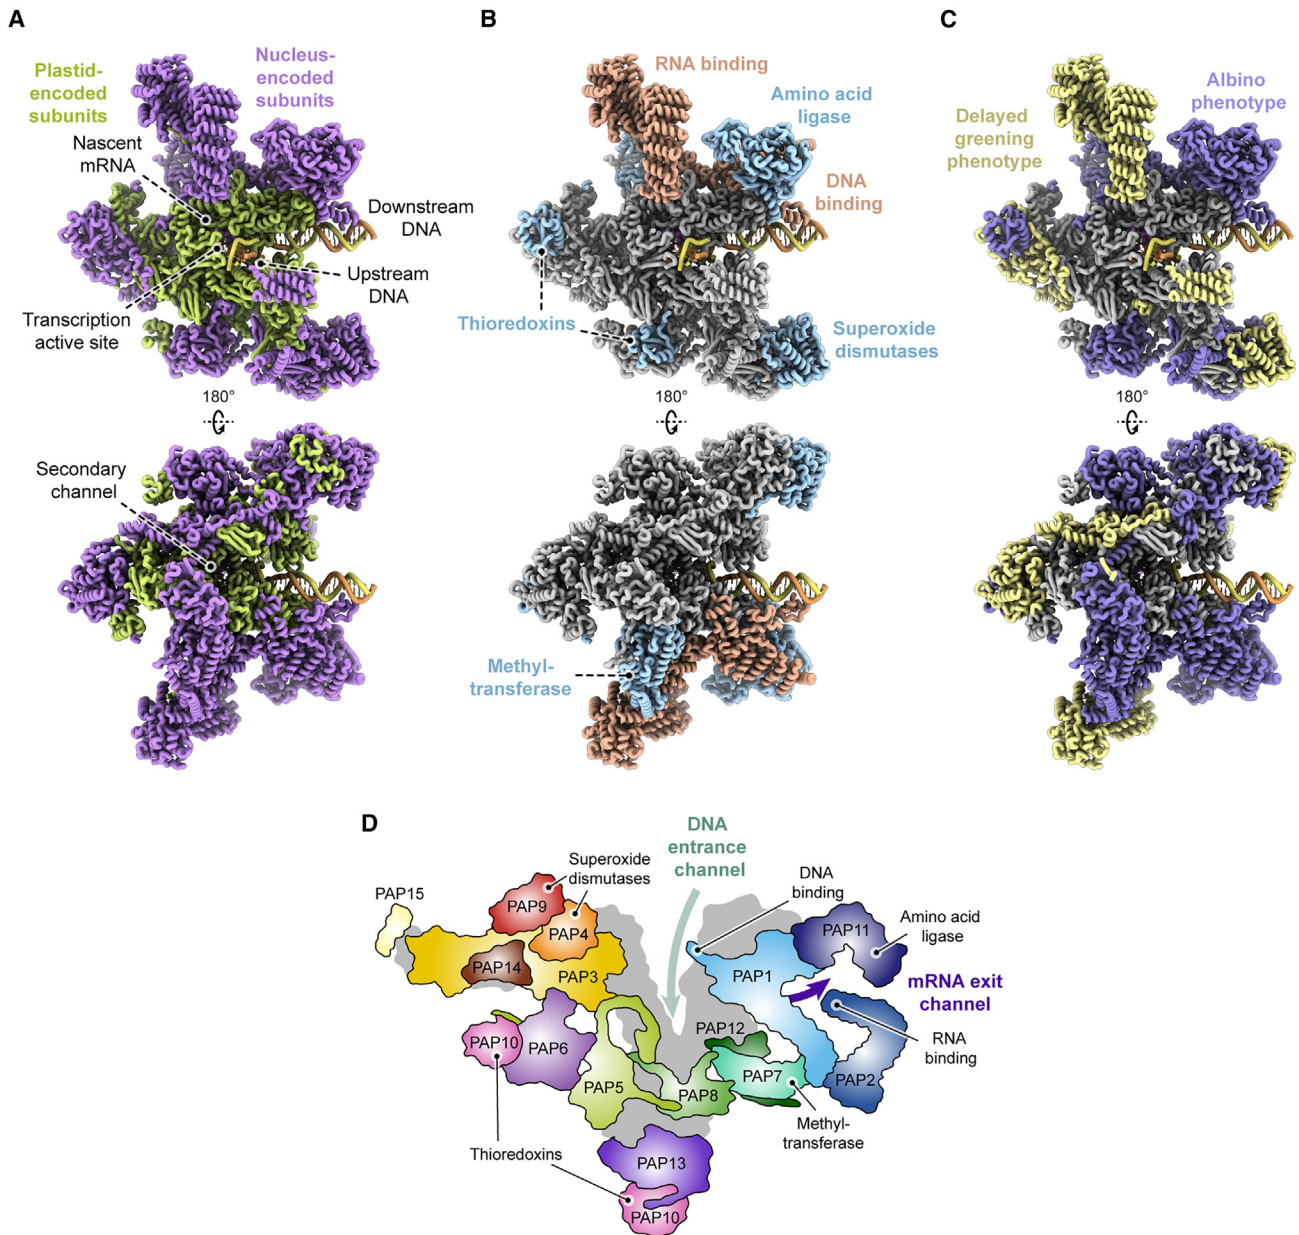 A
Plastid-
encoded
subunits
Nucleus-
encoded
subunits
Nascent
mRNA
Downstream
DNA
Upstream
DNA
Transcription
active site
180°
Secondary
channel
B
RNA binding
Amino acid
ligase
DNA
binding
Thioredoxins
Superoxide
dismutases
180°
Methyl-
transferase
C
Delayed
greening
phenotype
Albino
phenotype
180°
D
DNA
entrance
channel
Superoxide
dismutases
DNA
binding
PAP15
PAP9
PAP4
PAP14
PAP3
PAP11
Amino acid
ligase
PAP1
mRNA exit
channel
PAP10
PAP6
PAP5
PAP12
PAP8
PAP7
PAP2
RNA
binding
Methyl-
transferase
Thioredoxins
PAP13
PAP10